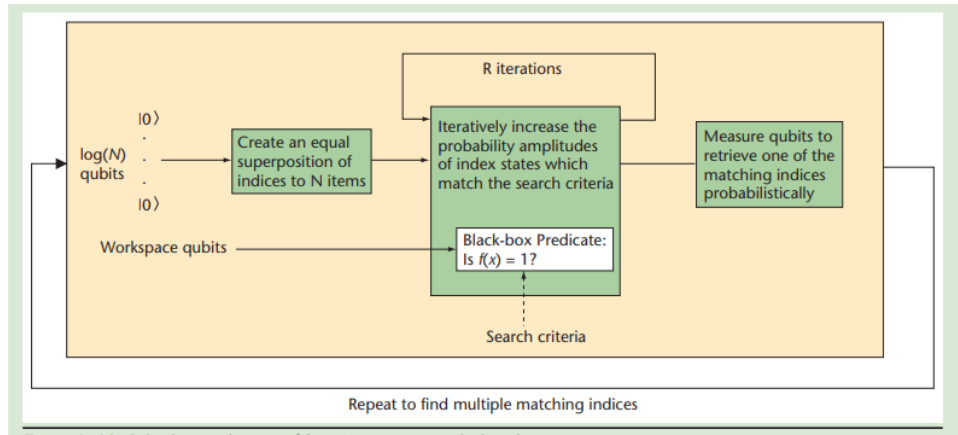 R iterations
|0⟩
.
log(N)
qubits
.
.
|0⟩
Create an equal
superposition of
indices to N items
Iteratively increase the
probability amplitudes
of index states which
match the search criteria
Measure qubits to
retrieve one of the
matching indices
probabilistically
Workspace qubits
Black-box Predicate:
Is f(x) = 1?
Search criteria
Repeat to find multiple matching indices